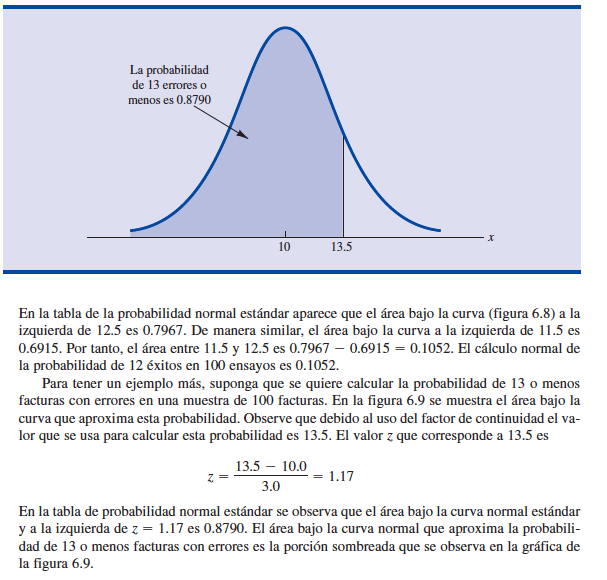 La probabilidad
de 13 errores o
menos es 0.8790
x
10
13.5
En la tabla de la probabilidad normal estándar aparece que el área bajo la curva (figura 6.8) a la
izquierda de 12.5 es 0.7967. De manera similar, el área bajo la curva a la izquierda de 11.5 es
0.6915. Por tanto, el área entre 11.5 y 12.5 es 0.7967 − 0.6915 = 0.1052. El cálculo normal de
la probabilidad de 12 éxitos en 100 ensayos es 0.1052.
Para tener un ejemplo más, suponga que se quiere calcular la probabilidad de 13 o menos
facturas con errores en una muestra de 100 facturas. En la figura 6.9 se muestra el área bajo la
curva que aproxima esta probabilidad. Observe que debido al uso del factor de continuidad el va-
lor que se usa para calcular esta probabilidad es 13.5. El valor z que corresponde a 13.5 es
z = (13.5 − 10.0) / 3.0 = 1.17
En la tabla de probabilidad normal estándar se observa que el área bajo la curva normal estándar
y a la izquierda de z = 1.17 es 0.8790. El área bajo la curva normal que aproxima la probabili-
dad de 13 o menos facturas con errores es la porción sombreada que se observa en la gráfica de
la figura 6.9.